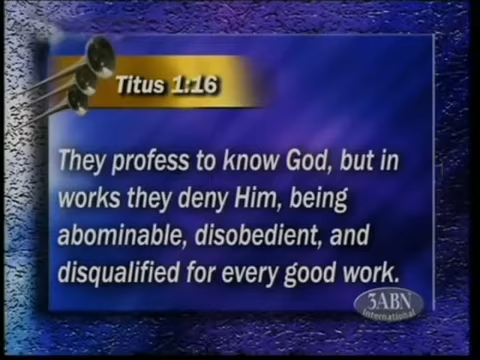 Titus 1:16
They profess to know God, but in
works they deny Him, being
abominable, disobedient, and
disqualified for every good work.
3ABN
International